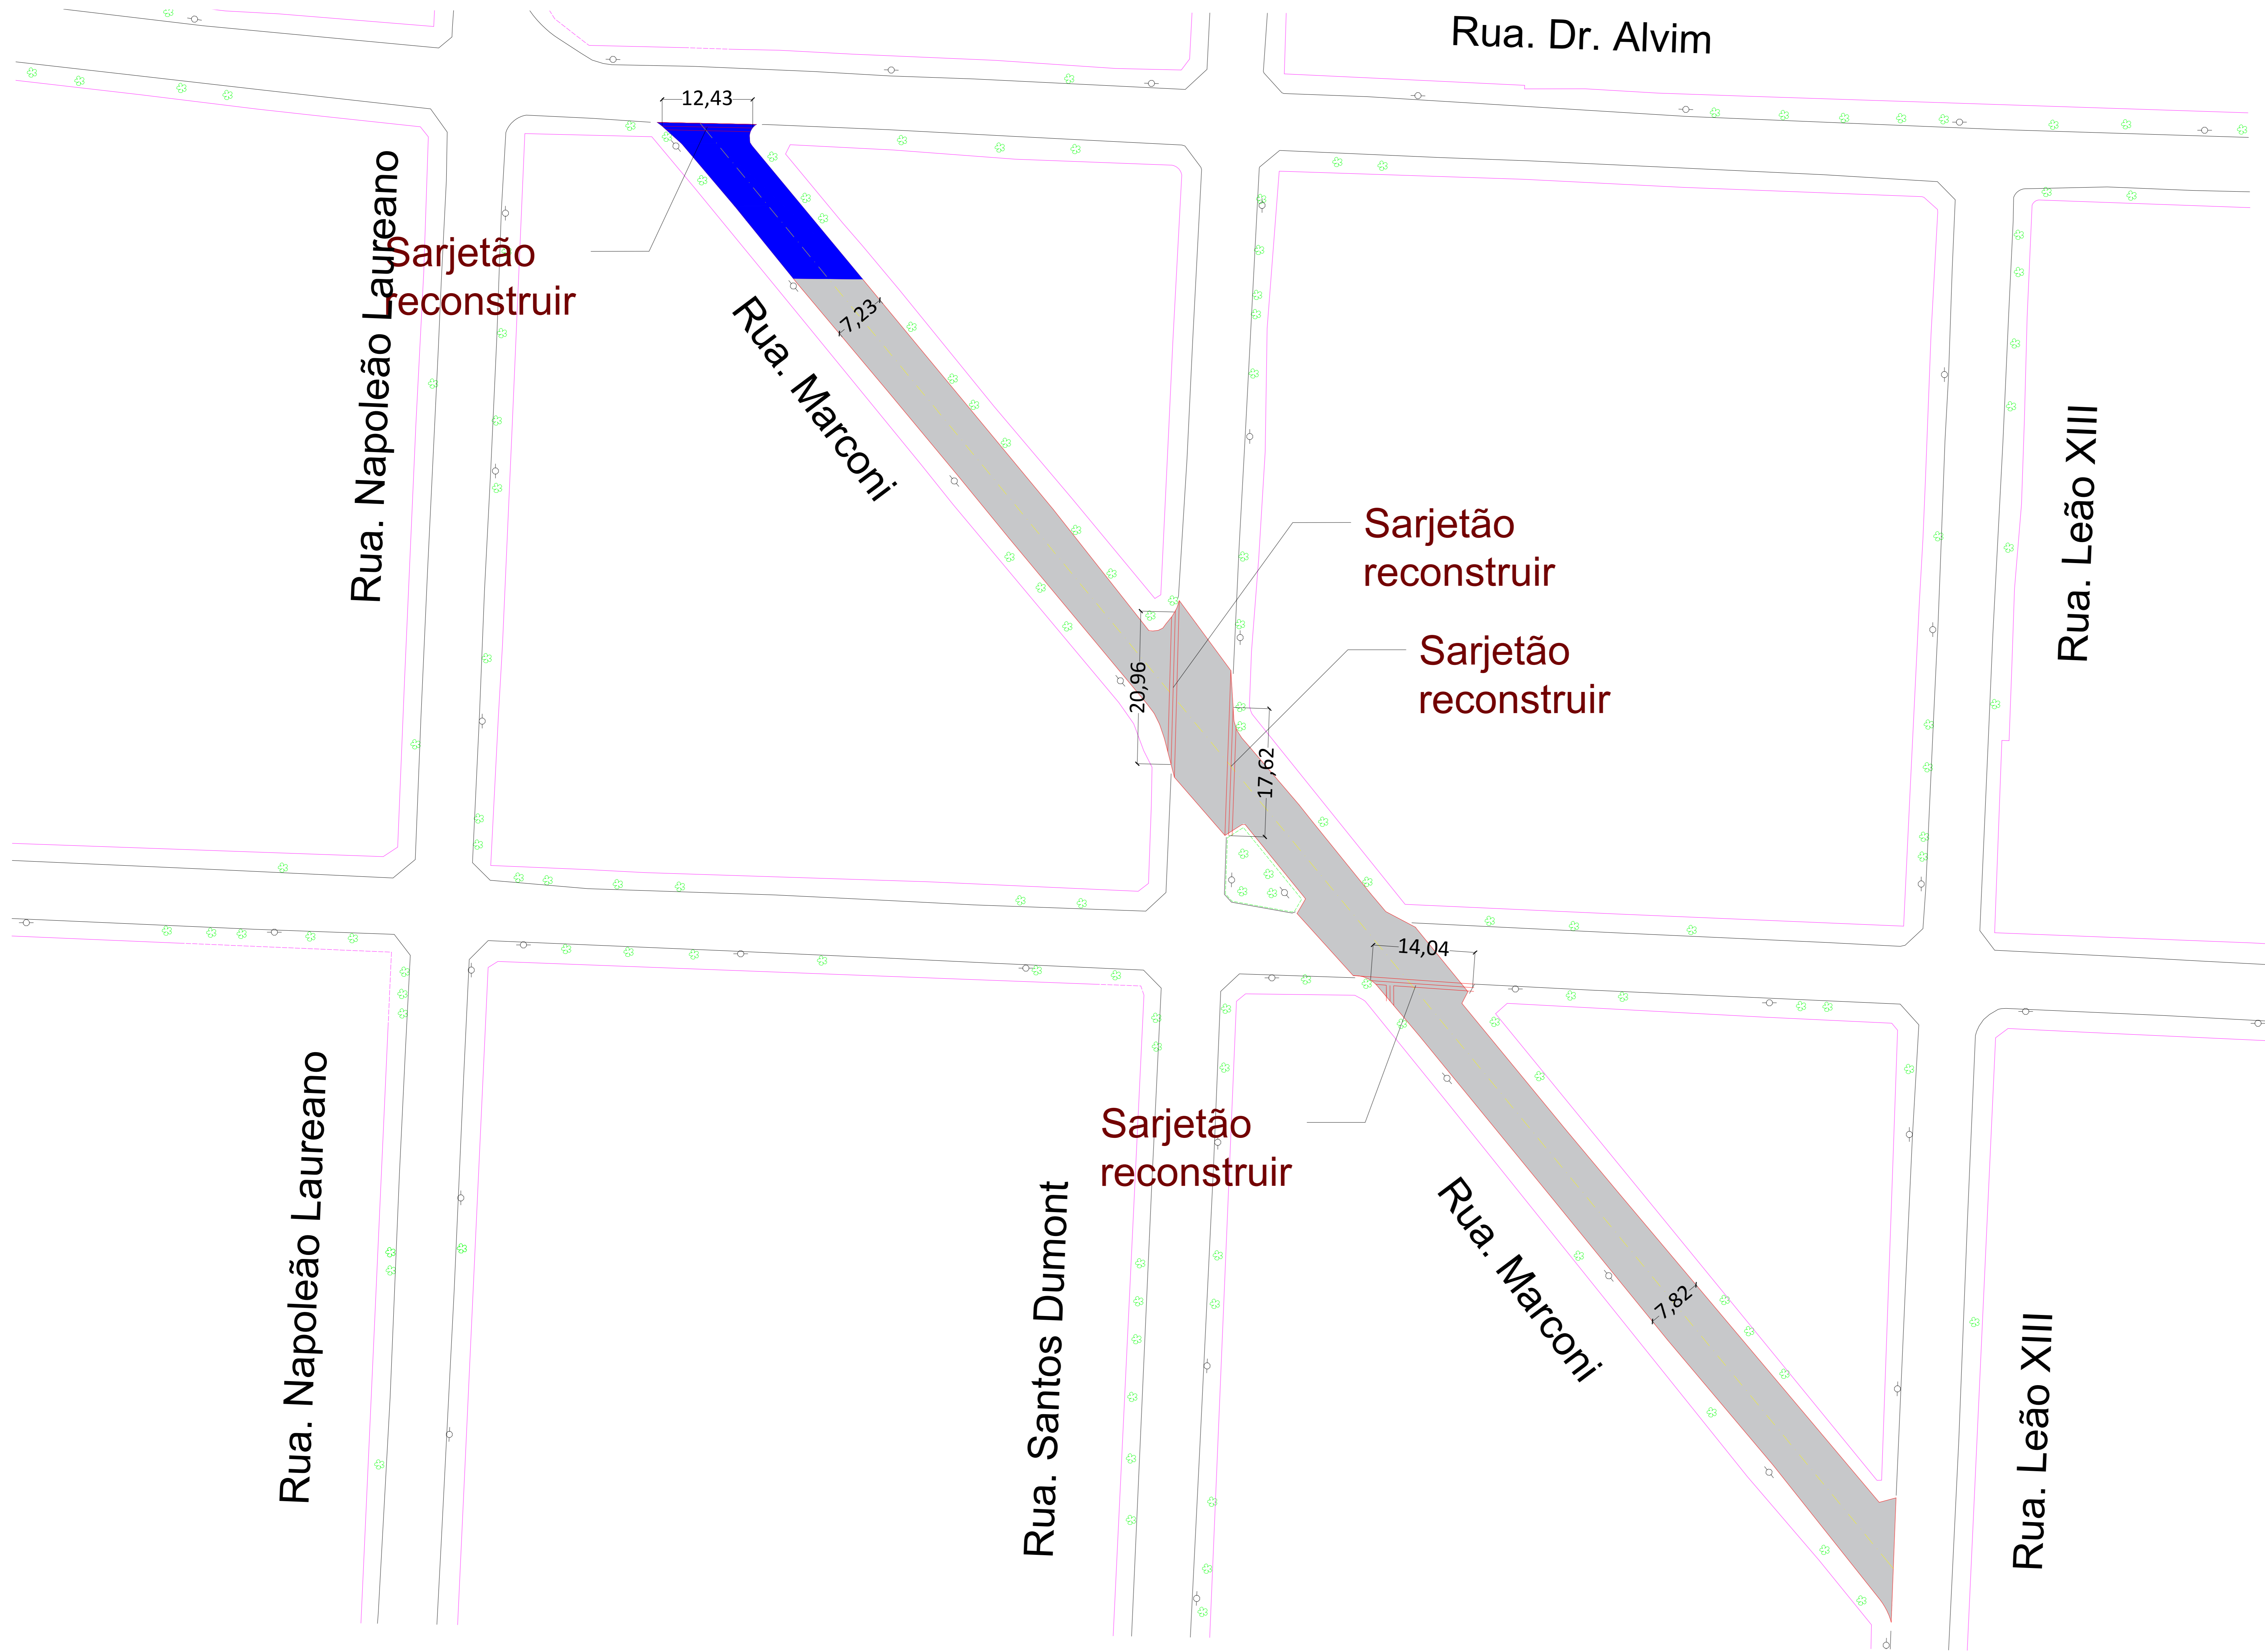 Rua. Dr. Alvim
12,43
Rua. Napoleão Laureano
Sarjetão
reconstruir
7,23
Rua. Marconi
Rua. Leão XIII
Sarjetão
reconstruir
Sarjetão
reconstruir
20,96
17,62
14,04
Sarjetão
reconstruir
Rua. Napoleão Laureano
Rua. Santos Dumont
Rua. Marconi
7,82
Rua. Leão XIII